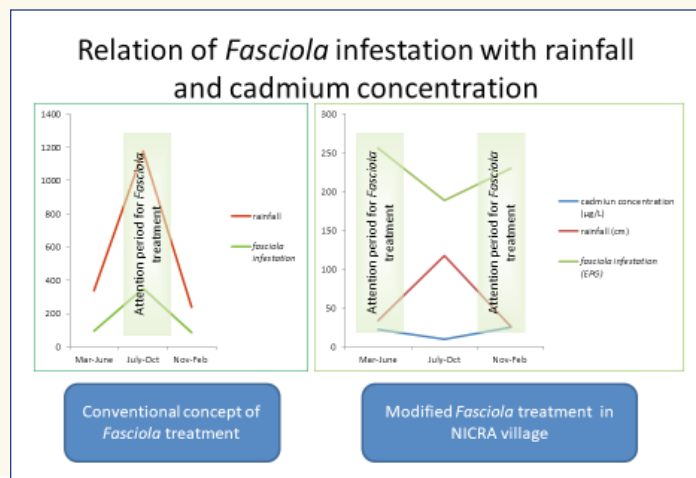 Relation of Fasciola infestation with rainfall
and cadmium concentration
1400
1200
1000
800
600
400
200
0
Attention period for Fasciola
treatment
rainfall
fasciola
infestation
Mar-June
July-Oct
Nov-Feb
300
250
200
150
100
50
0
Attention period for Fasciola
treatment
Attention period for Fasciola
treatment
cadmiun concentration
(µg/L)
rainfall (cm)
fasciola infestation
(EPG)
Mar-June
July-Oct
Nov-Feb
Conventional concept of
Fasciola treatment
Modified Fasciola treatment in
NICRA village